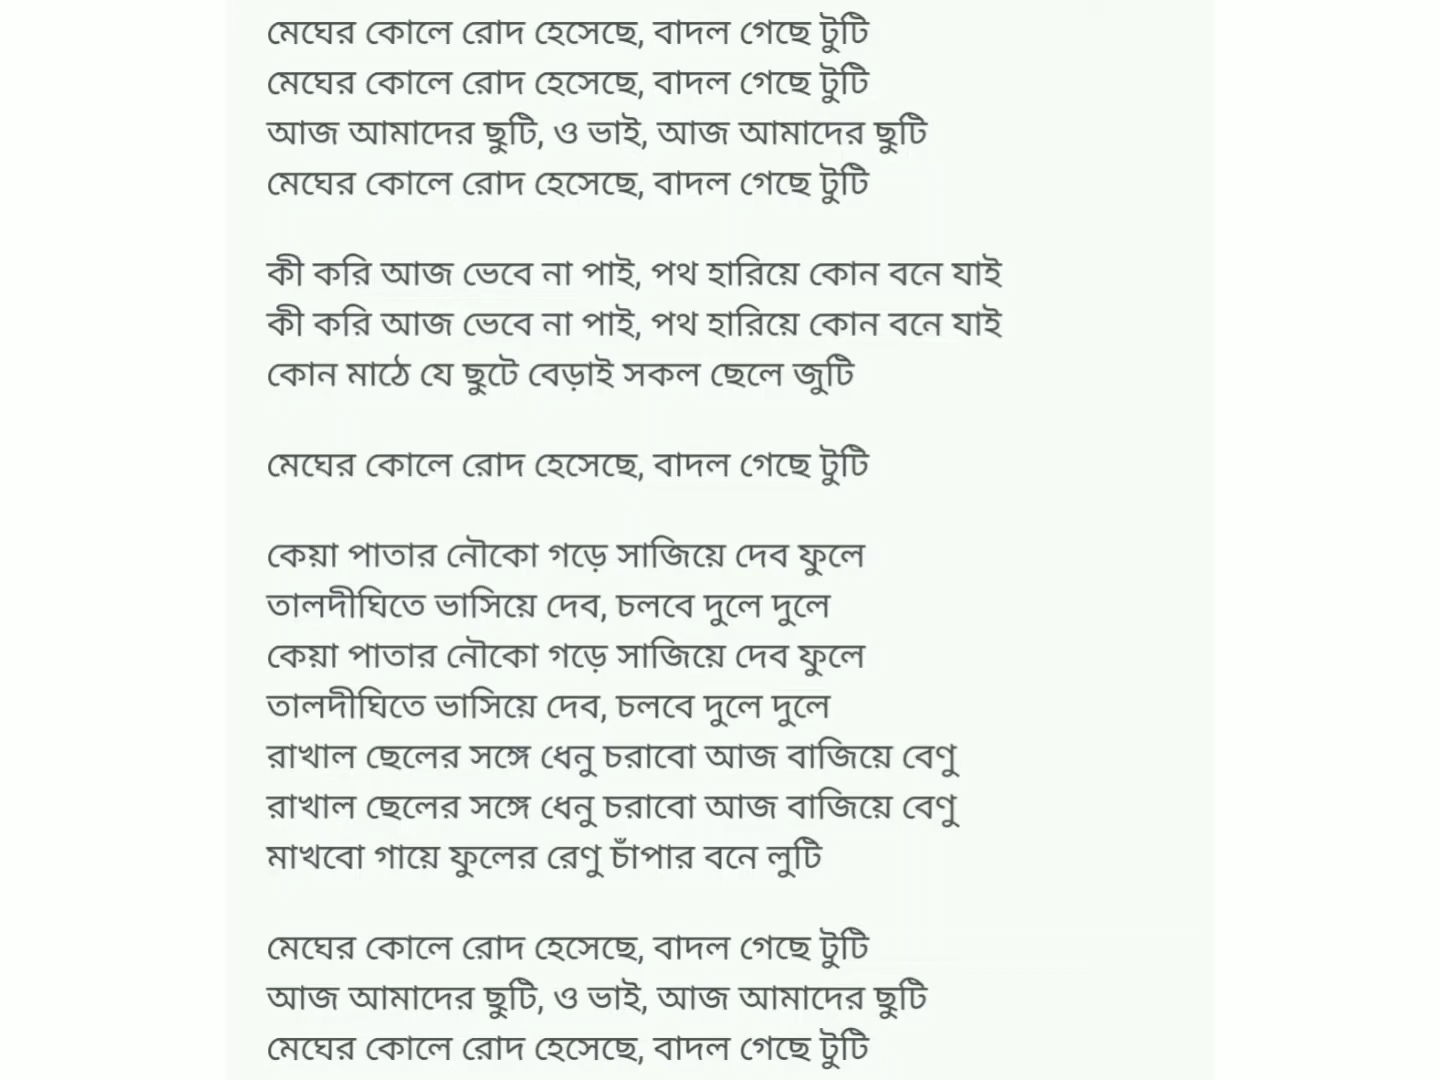 মেঘের কোলে রোদ হেসেছে, বাদল গেছে টুটি
মেঘের কোলে রোদ হেসেছে, বাদল গেছে টুটি
আজ আমাদের ছুটি, ও ভাই, আজ আমাদের ছুটি
মেঘের কোলে রোদ হেসেছে, বাদল গেছে টুটি
কী করি আজ ভেবে না পাই, পথ হারিয়ে কোন বনে যাই
কী করি আজ ভেবে না পাই, পথ হারিয়ে কোন বনে যাই
কোন মাঠে যে ছুটে বেড়াই সকল ছেলে জুটি
মেঘের কোলে রোদ হেসেছে, বাদল গেছে টুটি
কেয়া পাতার নৌকো গড়ে সাজিয়ে দেব ফুলে
তালদীঘিতে ভাসিয়ে দেব, চলবে দুলে দুলে
কেয়া পাতার নৌকো গড়ে সাজিয়ে দেব ফুলে
তালদীঘিতে ভাসিয়ে দেব, চলবে দুলে দুলে
রাখাল ছেলের সঙ্গে ধেনু চরাবো আজ বাজিয়ে বেণু
রাখাল ছেলের সঙ্গে ধেনু চরাবো আজ বাজিয়ে বেণু
মাখবো গায়ে ফুলের রেণু চাঁপার বনে লুটি
মেঘের কোলে রোদ হেসেছে, বাদল গেছে টুটি
আজ আমাদের ছুটি, ও ভাই, আজ আমাদের ছুটি
মেঘের কোলে রোদ হেসেছে, বাদল গেছে টুটি